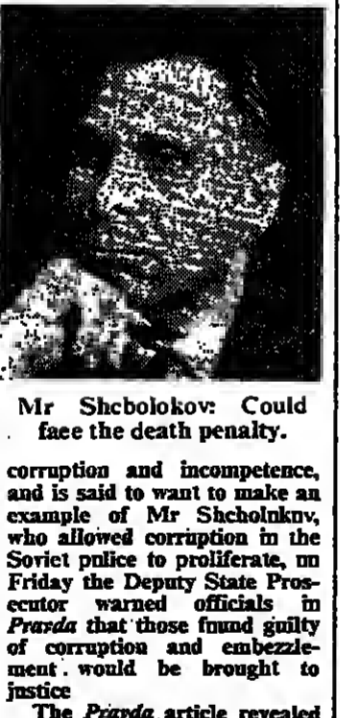 Mr Shcbolokov: Could
face the death penalty.
corruption and incompetence,
and is said to want to make an
example of Mr Shcholnknv,
who allowed corruption in the
Soviet pnlice to proliferate, nn
Friday the Deputy State Pros-
ecutor warned officials in
Pravda that those fnund guilty
of corruption and embezzle-
ment would be brought to
justice
The Pravda article revealed